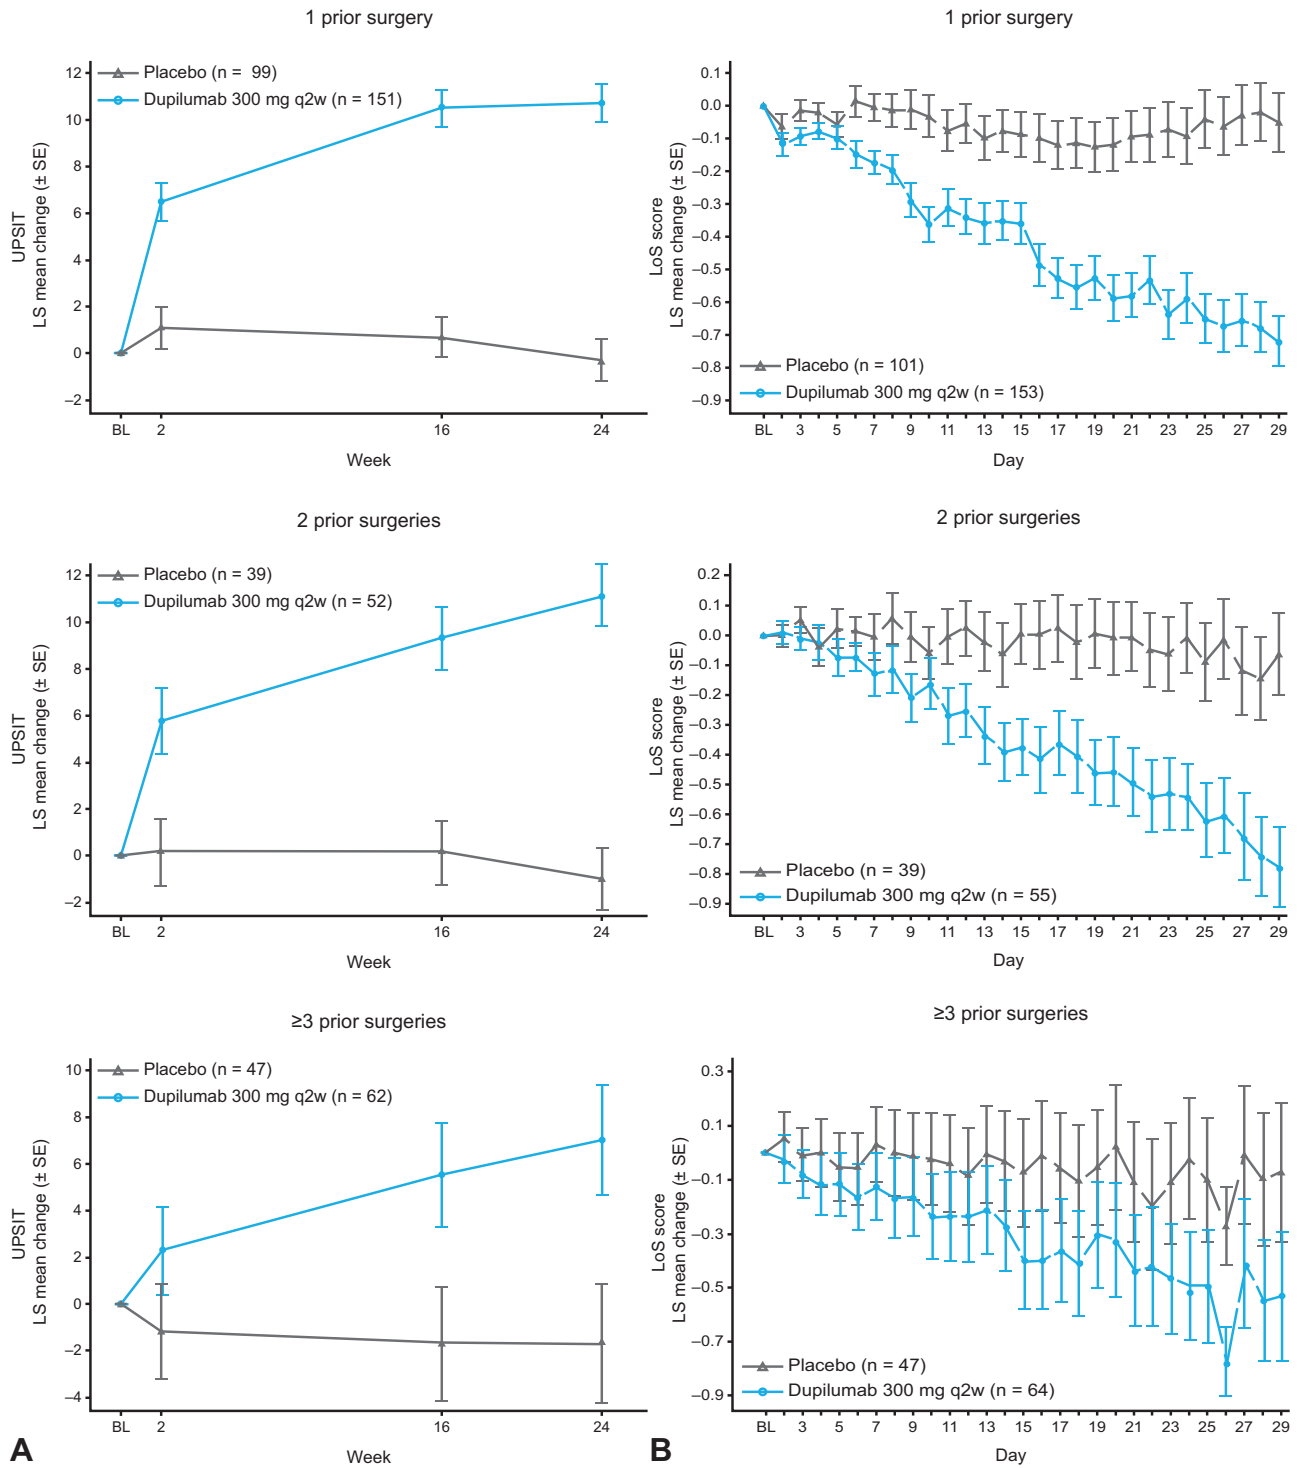 1 prior surgery
Placebo (n = 99)
Dupilumab 300 mg q2w (n = 151)
UPSIT
LS mean change (± SE)
12
10
8
6
4
2
0
–2
BL 2 16 24
Week
1 prior surgery
LoS score
LS mean change (± SE)
0.1
0.0
–0.1
–0.2
–0.3
–0.4
–0.5
–0.6
–0.7
–0.8
–0.9
Placebo (n = 101)
Dupilumab 300 mg q2w (n = 153)
BL 3 5 7 9 11 13 15 17 19 21 23 25 27 29
Day
2 prior surgeries
Placebo (n = 39)
Dupilumab 300 mg q2w (n = 52)
UPSIT
LS mean change (± SE)
12
10
8
6
4
2
0
–2
BL 2 16 24
Week
2 prior surgeries
LoS score
LS mean change (± SE)
0.2
0.1
0.0
–0.1
–0.2
–0.3
–0.4
–0.5
–0.6
–0.7
–0.8
–0.9
Placebo (n = 39)
Dupilumab 300 mg q2w (n = 55)
BL 3 5 7 9 11 13 15 17 19 21 23 25 27 29
Day
≥3 prior surgeries
Placebo (n = 47)
Dupilumab 300 mg q2w (n = 62)
UPSIT
LS mean change (± SE)
10
8
6
4
2
0
–2
–4
BL 2 16 24
Week
A
≥3 prior surgeries
LoS score
LS mean change (± SE)
0.3
0.1
–0.1
–0.3
–0.5
–0.7
–0.9
Placebo (n = 47)
Dupilumab 300 mg q2w (n = 64)
BL 3 5 7 9 11 13 15 17 19 21 23 25 27 29
Day
B